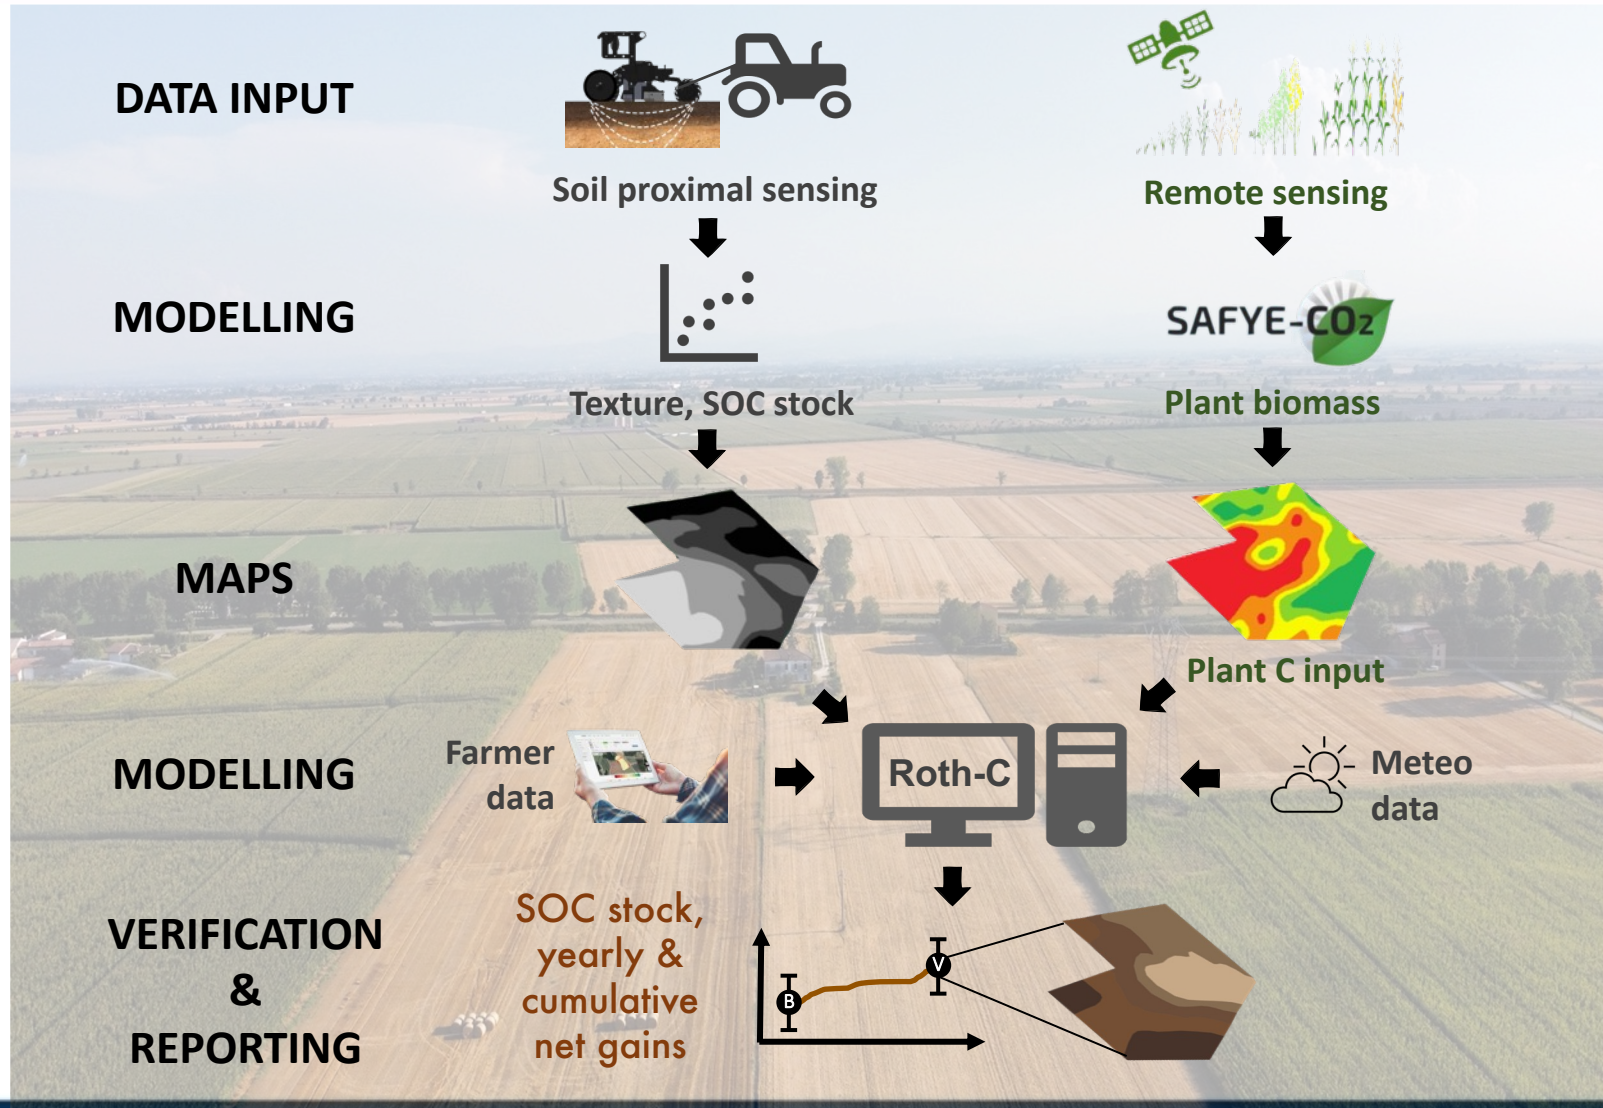 DATA INPUT
Soil proximal sensing
Remote sensing
MODELLING
SAFYE-CO₂
Texture, SOC stock
Plant biomass
MAPS
Plant C input
MODELLING
Farmer
data
Roth-C
Meteo
data
VERIFICATION
&
REPORTING
SOC stock,
yearly &
cumulative
net gains
B
V